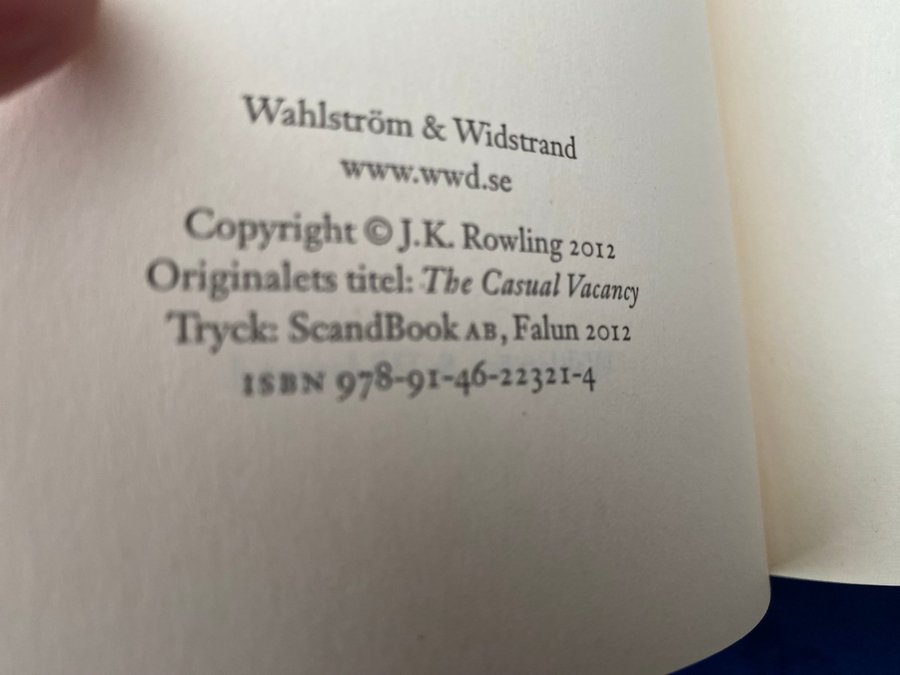 Wahlström & Widstrand
www.wwd.se
Copyright © J.K. Rowling 2012
Originalets titel: The Casual Vacancy
Tryck: ScandBook AB, Falun 2012
ISBN 978-91-46-22321-4